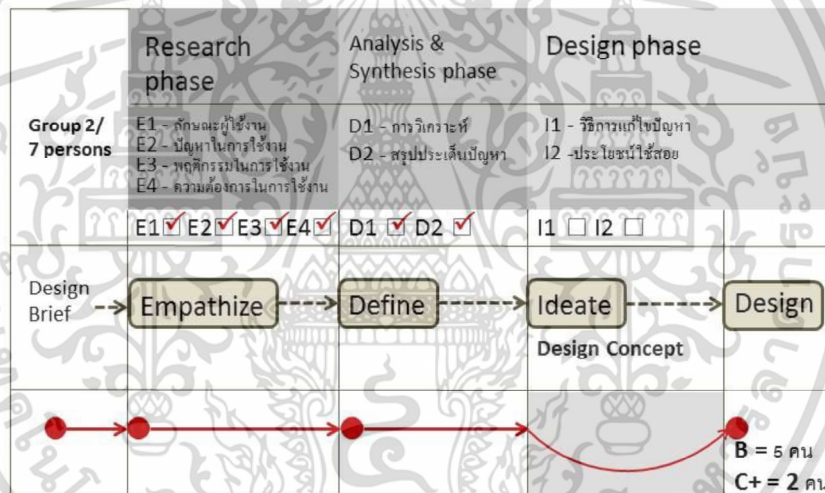 Research
phase
Analysis &
Synthesis phase
Design phase
Group 2/
7 persons
E1 - ลักษณะผู้ใช้งาน
E2 - ปัญหาในการใช้งาน
E3 - พฤติกรรมในการใช้งาน
E4 - ความต้องการในการใช้งาน
D1 - การวิเคราะห์
D2 - สรุปประเด็นปัญหา
I1 - วิธีการแก้ไขปัญหา
I2 -ประโยชน์ใช้สอย
E1 E2 E3 E4 D1 D2 I1 I2
Design
Brief
Empathize
Define
Ideate
Design
Design Concept
B = 5 คน
C+ = 2 คน